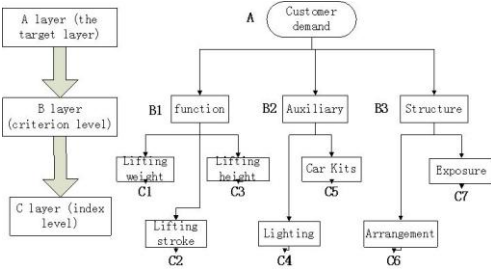 A layer (the
target layer)
B layer
(criterion level)
C layer (index
level)
A
Customer
demand
B1
function
B2
Auxiliary
B3
Structure
Lifting
weight
C1
Lifting
height
C3
Car Kits
C5
Exposure
C7
Lifting
stroke
C2
Lighting
C4
Arrangement
C6